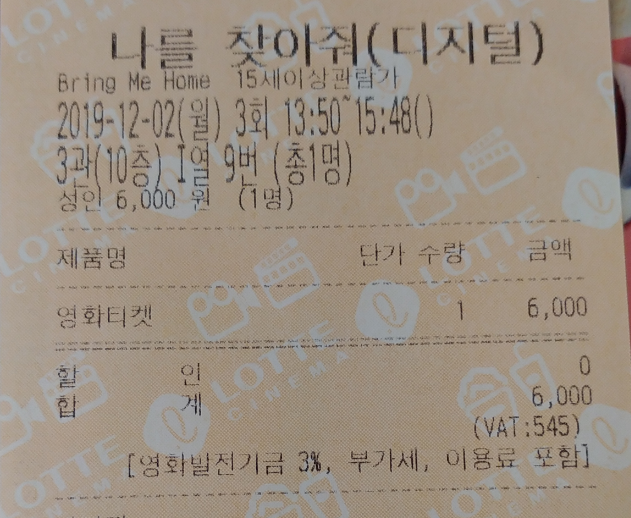 나를 찾아줘(디지털)
Bring Me Home 15세이상관람가
2019-12-02(월) 3회 13:50~15:48()
3관(10층) I열 9번 (총1명)
성인 6,000 원 (1명)
제품명 단가 수량 금액
영화티켓 1 6,000
할 인 0
합 계 6,000
(VAT:545)
[영화발전기금 3%, 부가세, 이용료 포함]
LOTTE
CINEMA